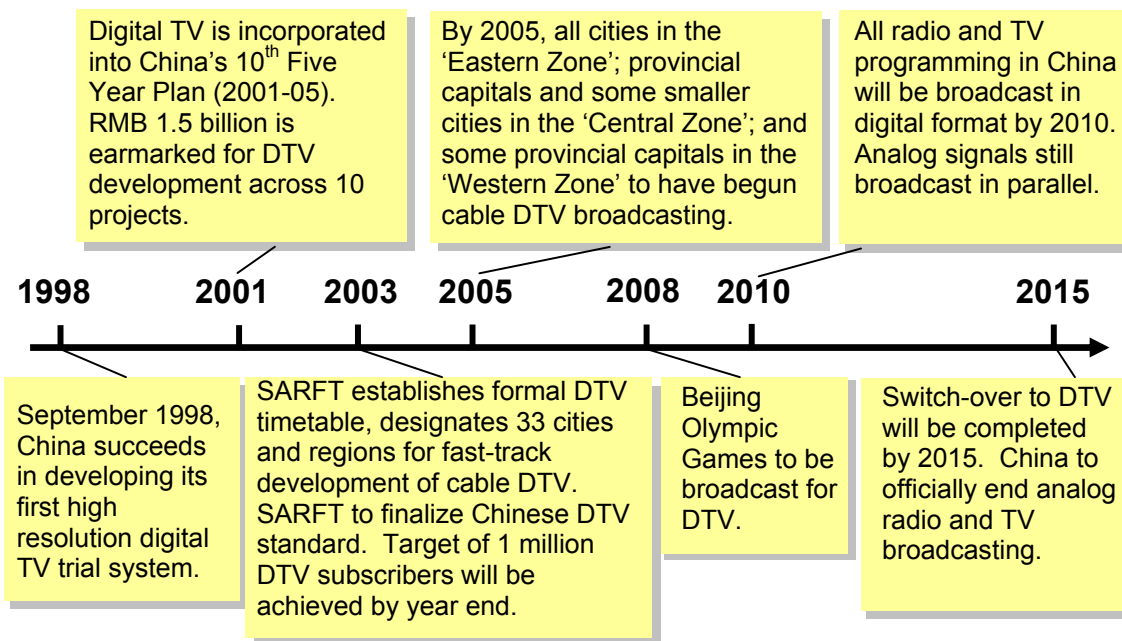 Digital TV is incorporated
into China's 10th Five
Year Plan (2001-05).
RMB 1.5 billion is
earmarked for DTV
development across 10
projects.
By 2005, all cities in the
‘Eastern Zone’; provincial
capitals and some smaller
cities in the ‘Central Zone’; and
some provincial capitals in the
‘Western Zone’ to have begun
cable DTV broadcasting.
All radio and TV
programming in China
will be broadcast in
digital format by 2010.
Analog signals still
broadcast in parallel.
1998 2001 2003 2005 2008 2010 2015
September 1998,
China succeeds
in developing its
first high
resolution digital
TV trial system.
SARFT establishes formal DTV
timetable, designates 33 cities
and regions for fast-track
development of cable DTV.
SARFT to finalize Chinese DTV
standard. Target of 1 million
DTV subscribers will be
achieved by year end.
Beijing
Olympic
Games to be
broadcast for
DTV.
Switch-over to DTV
will be completed
by 2015. China to
officially end analog
radio and TV
broadcasting.